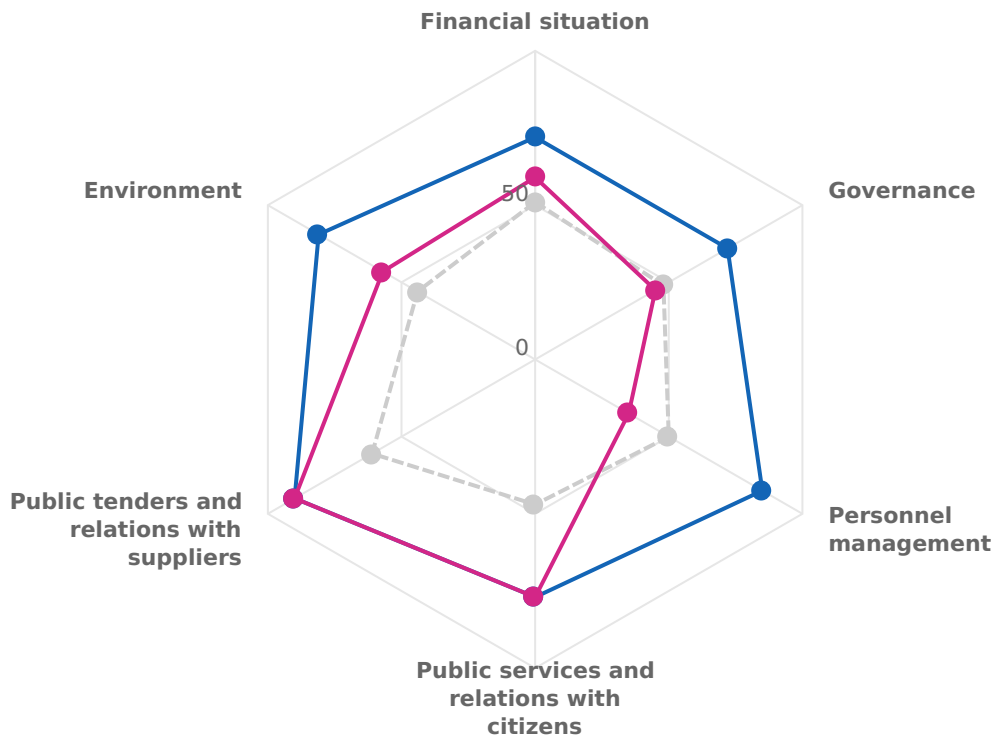 Financial situation
Environment
50
Governance
0
Public tenders and
relations with
suppliers
Personnel
management
Public services and
relations with
citizens